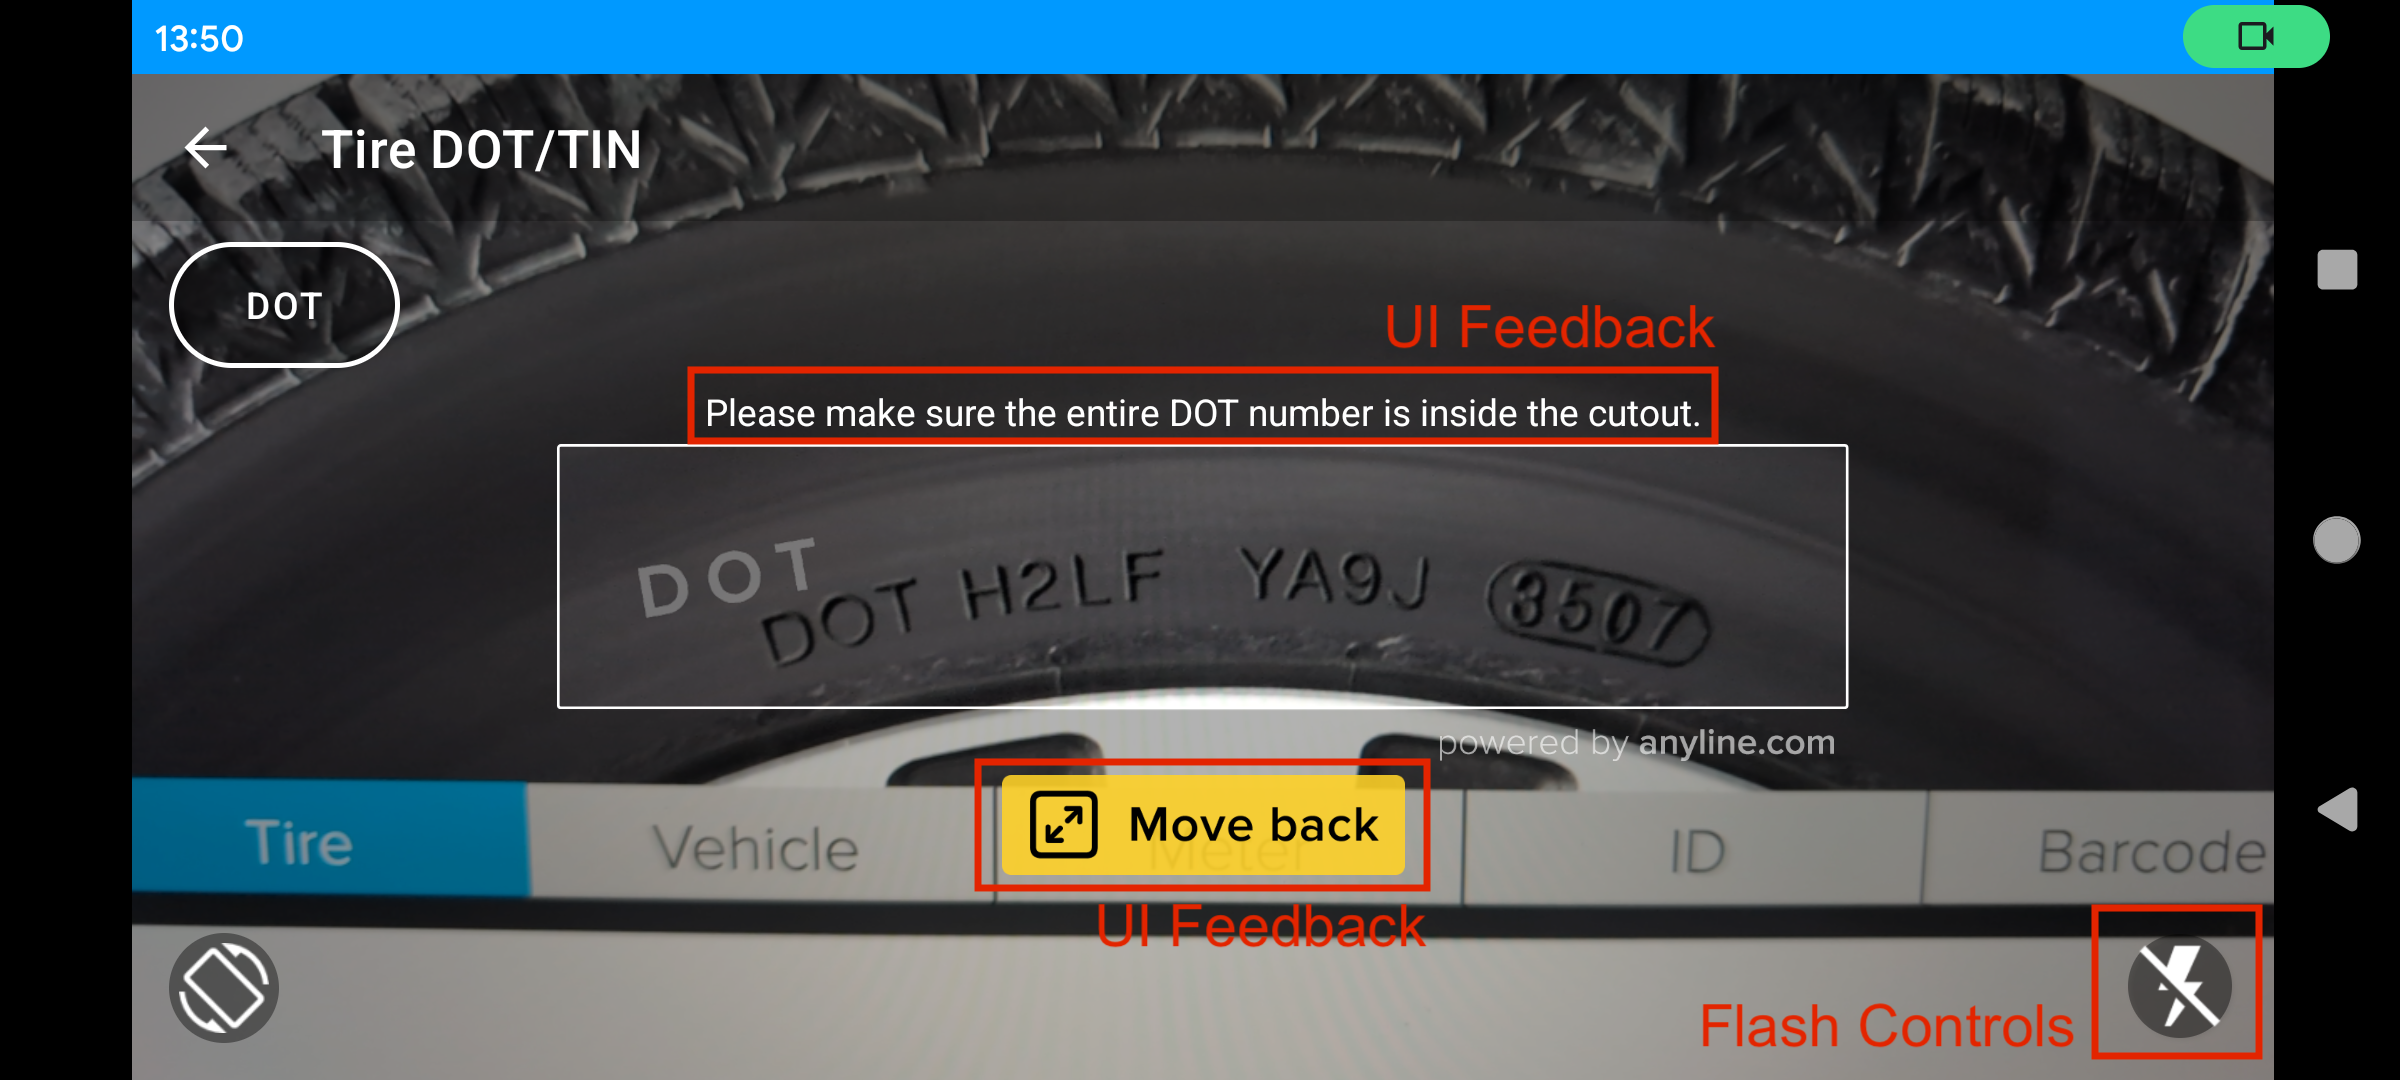 13:50
Tire DOT/TIN
DOT
UI Feedback
Please make sure the entire DOT number is inside the cutout.
DOT
DOT H2LF YA9J 3507
powered by anyline.com
Tire
Vehicle
Meter
Move back
ID
Barcode
UI Feedback
Flash Controls